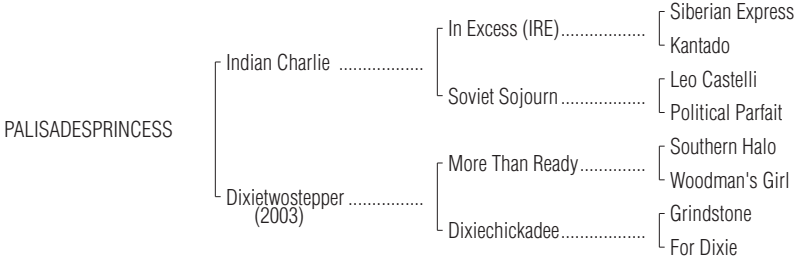 Siberian Express
In Excess (IRE)..................
Kantado
Indian Charlie ..................
Leo Castelli
Soviet Sojourn..................
Political Parfait
PALISADESPRINCESS
Southern Halo
More Than Ready..............
Woodman's Girl
Dixietwostepper ................
(2003)
Grindstone
Dixiechickadee..................
For Dixie